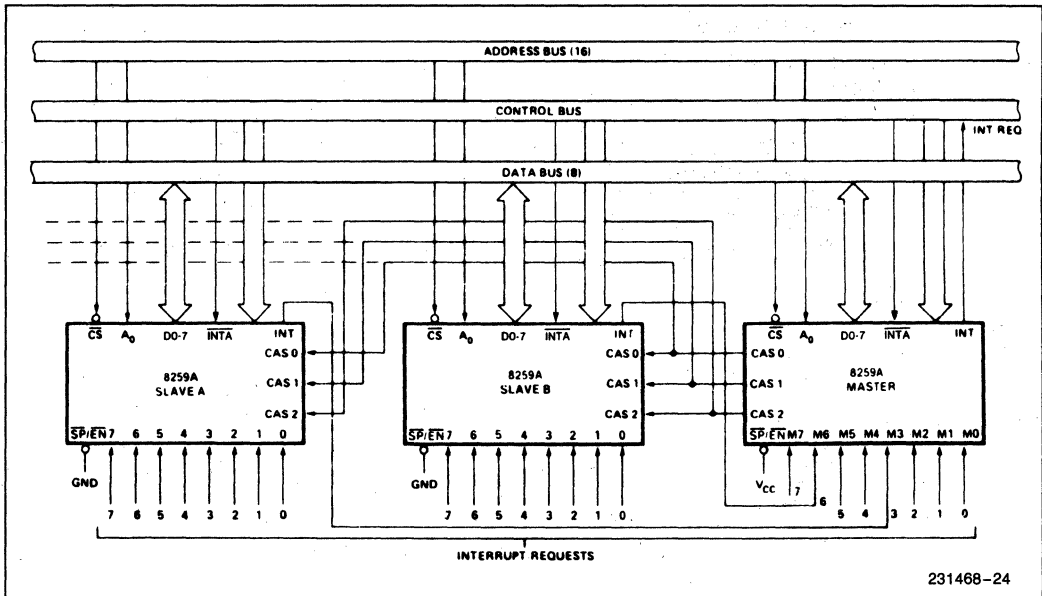 ADDRESS BUS (16)
CONTROL BUS
INT REQ
DATA BUS (8)
CS A0 D0-7 INTA INT
CS A0 D0-7 INTA INT
CS A0 D0-7 INTA INT
CAS 0
CAS 0
CAS 0
8259A
SLAVE A
8259A
SLAVE B
8259A
MASTER
CAS 1
CAS 1
CAS 1
CAS 2
CAS 2
CAS 2
SP/EN 7 6 5 4 3 2 1 0
SP/EN 7 6 5 4 3 2 1 0
SP/EN M7 M6 M5 M4 M3 M2 M1 M0
GND
GND
VCC
7 6 5 4 3 2 1 0
7 6 5 4 3 2 1 0
7 6 5 4 3 2 1 0
INTERRUPT REQUESTS
231468-24